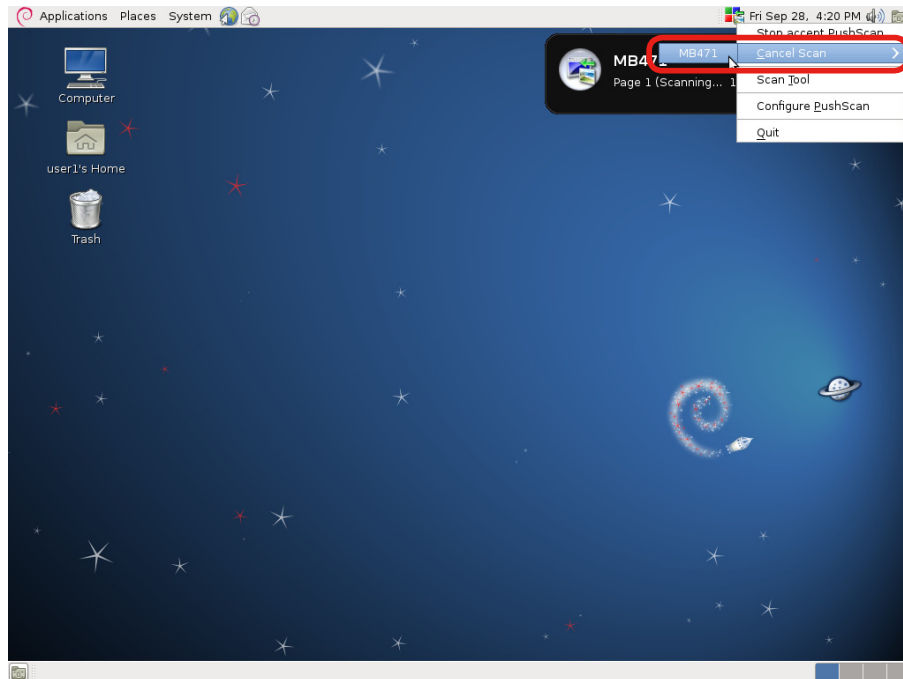 Applications Places System Fri Sep 28, 4:20 PM
Stop accept PushScan
MB471 Cancel Scan
MB471
Page 1 (Scanning... 1
Scan Tool
Configure PushScan
Quit
Computer
user1's Home
Trash